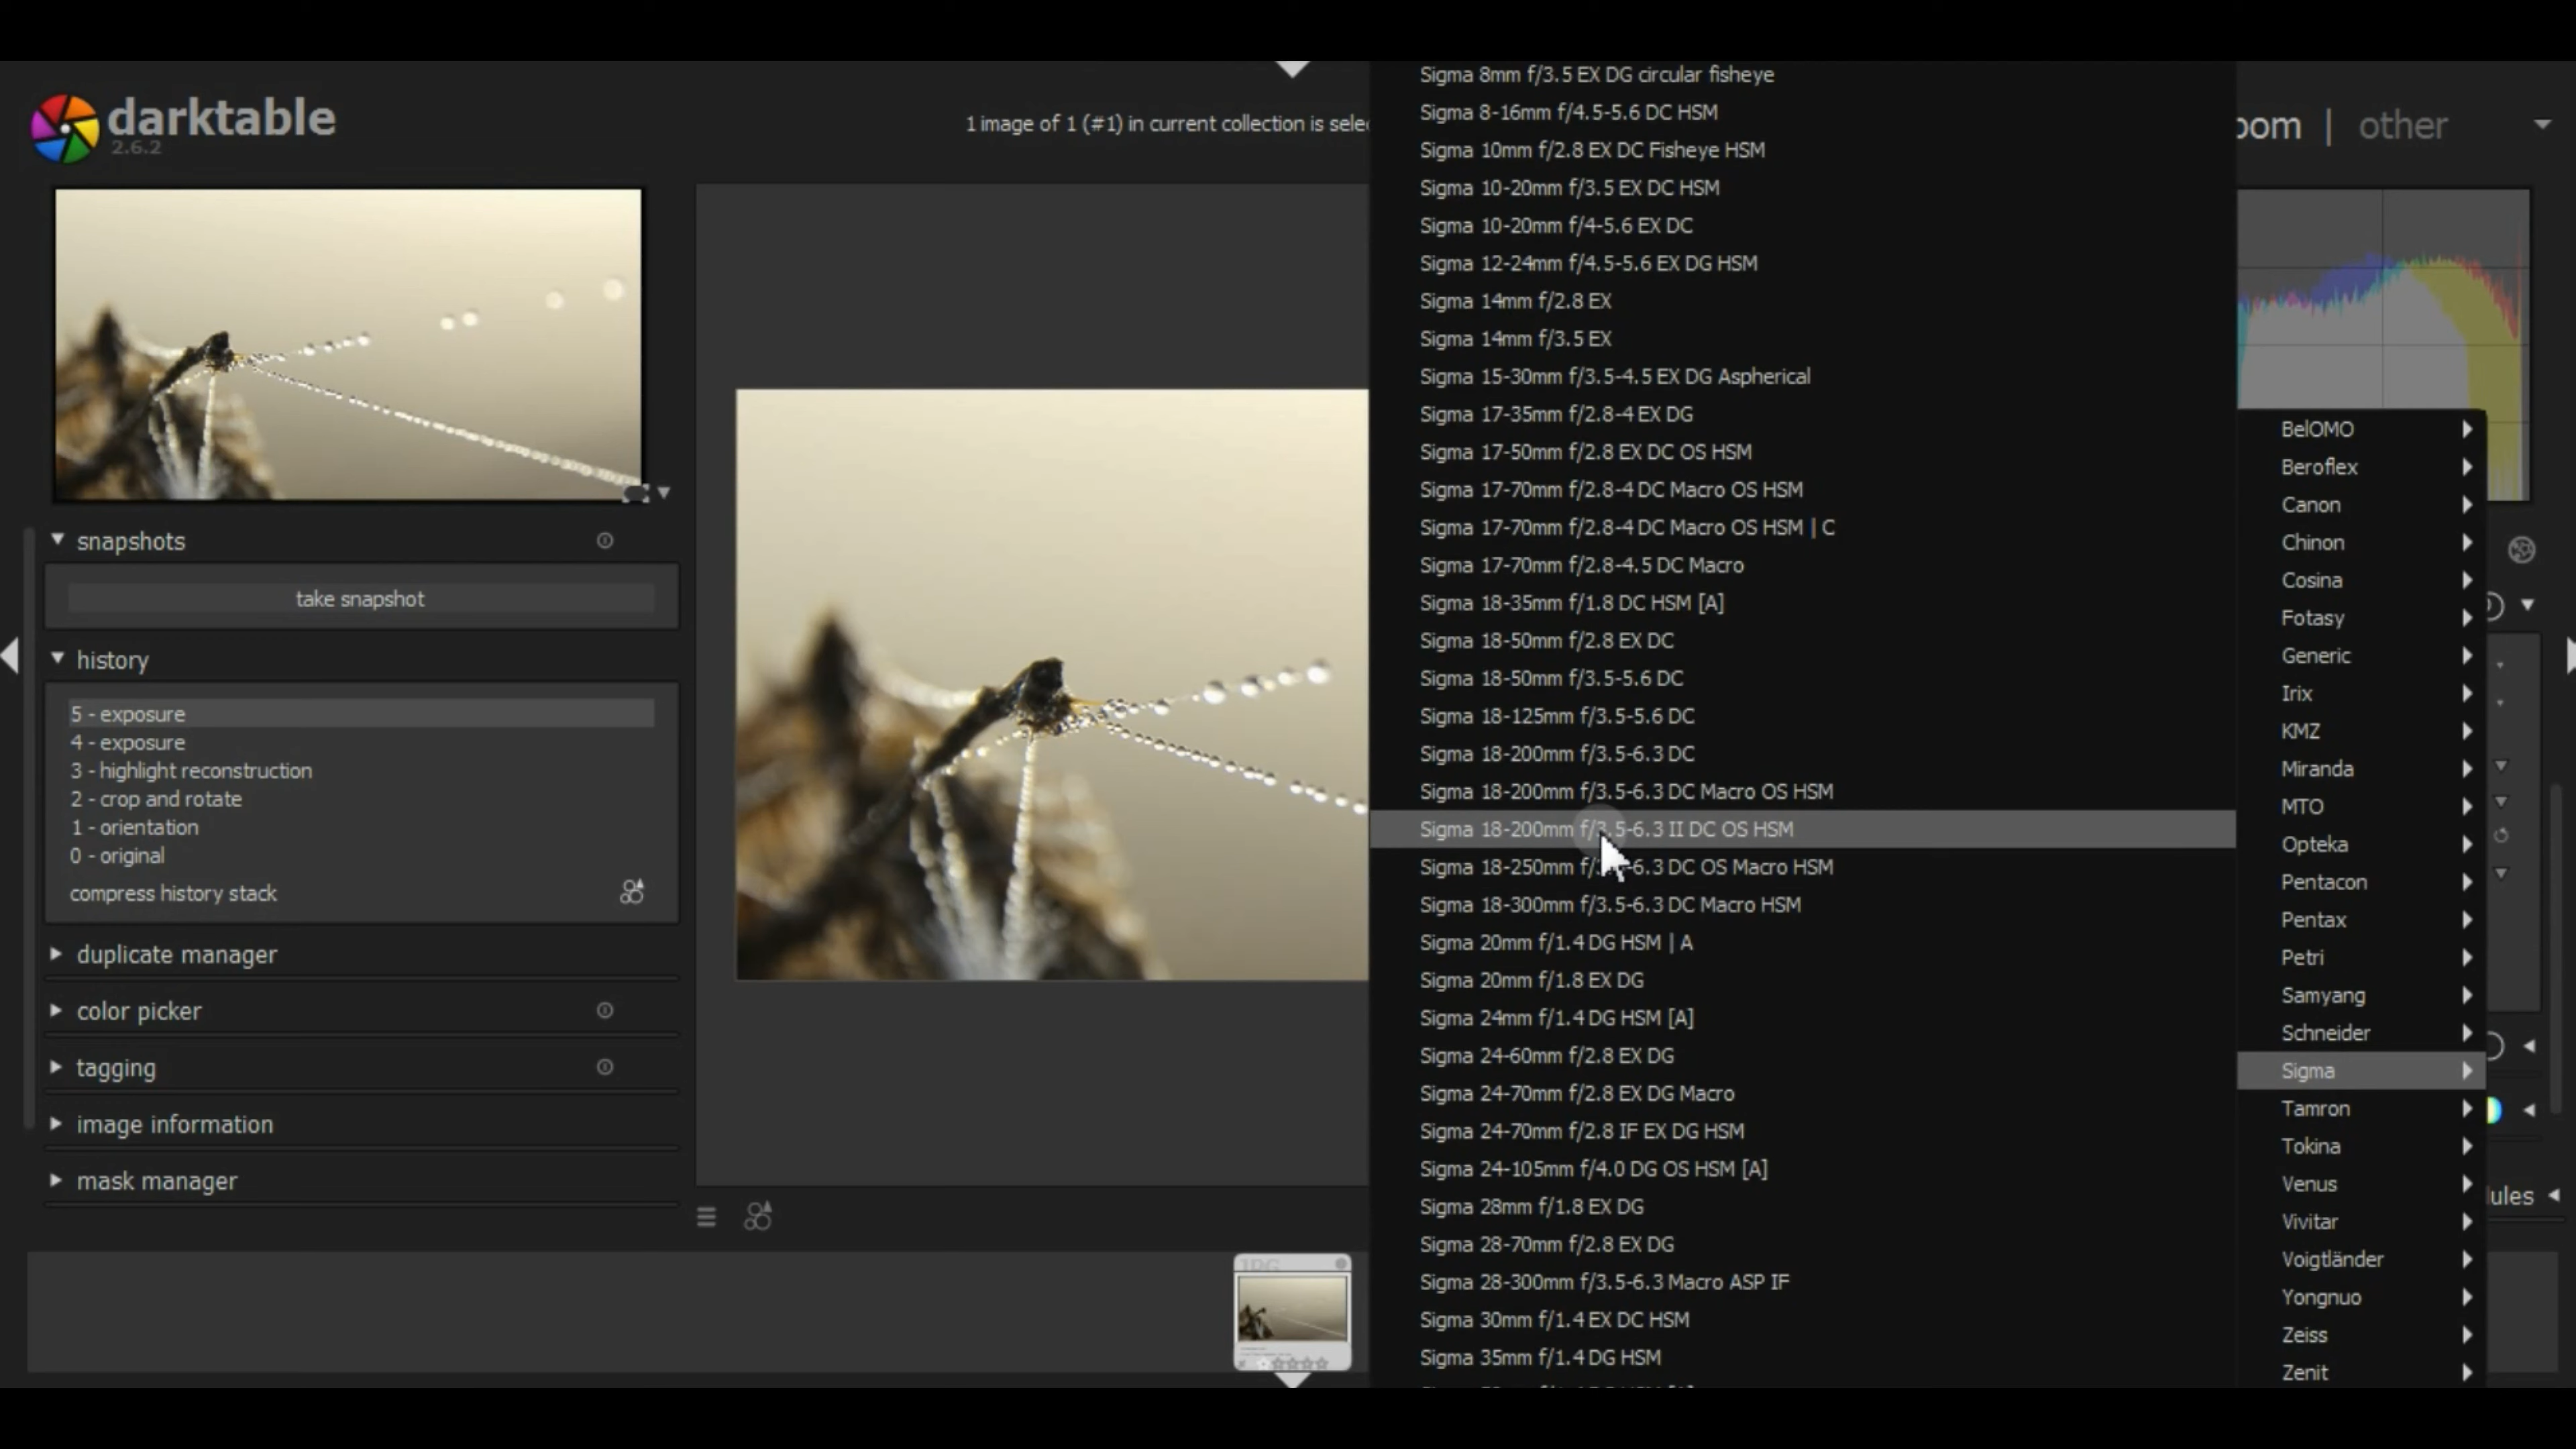 darktable
2.6.2
1 image of 1 (#1) in current collection is sele
oom | other
snapshots
take snapshot
history
5 - exposure
4 - exposure
3 - highlight reconstruction
2 - crop and rotate
1 - orientation
0 - original
compress history stack
duplicate manager
color picker
tagging
image information
mask manager
Sigma 8mm f/3.5 EX DG circular fisheye
Sigma 8-16mm f/4.5-5.6 DC HSM
Sigma 10mm f/2.8 EX DC Fisheye HSM
Sigma 10-20mm f/3.5 EX DC HSM
Sigma 10-20mm f/4-5.6 EX DC
Sigma 12-24mm f/4.5-5.6 EX DG HSM
Sigma 14mm f/2.8 EX
Sigma 14mm f/3.5 EX
Sigma 15-30mm f/3.5-4.5 EX DG Aspherical
Sigma 17-35mm f/2.8-4 EX DG
Sigma 17-50mm f/2.8 EX DC OS HSM
Sigma 17-70mm f/2.8-4 DC Macro OS HSM
Sigma 17-70mm f/2.8-4 DC Macro OS HSM | C
Sigma 17-70mm f/2.8-4.5 DC Macro
Sigma 18-35mm f/1.8 DC HSM [A]
Sigma 18-50mm f/2.8 EX DC
Sigma 18-50mm f/3.5-5.6 DC
Sigma 18-125mm f/3.5-5.6 DC
Sigma 18-200mm f/3.5-6.3 DC
Sigma 18-200mm f/3.5-6.3 DC Macro OS HSM
Sigma 18-200mm f/3.5-6.3 II DC OS HSM
Sigma 18-250mm f/3.5-6.3 DC OS Macro HSM
Sigma 18-300mm f/3.5-6.3 DC Macro HSM
Sigma 20mm f/1.4 DG HSM | A
Sigma 20mm f/1.8 EX DG
Sigma 24mm f/1.4 DG HSM [A]
Sigma 24-60mm f/2.8 EX DG
Sigma 24-70mm f/2.8 EX DG Macro
Sigma 24-70mm f/2.8 IF EX DG HSM
Sigma 24-105mm f/4.0 DG OS HSM [A]
Sigma 28mm f/1.8 EX DG
Sigma 28-70mm f/2.8 EX DG
Sigma 28-300mm f/3.5-6.3 Macro ASP IF
Sigma 30mm f/1.4 EX DC HSM
Sigma 35mm f/1.4 DG HSM
BelOMO
Beroflex
Canon
Chinon
Cosina
Fotasy
Generic
Irix
KMZ
Miranda
MTO
Opteka
Pentacon
Pentax
Petri
Samyang
Schneider
Sigma
Tamron
Tokina
Venus
Vivitar
Voigtländer
Yongnuo
Zeiss
Zenit
lules